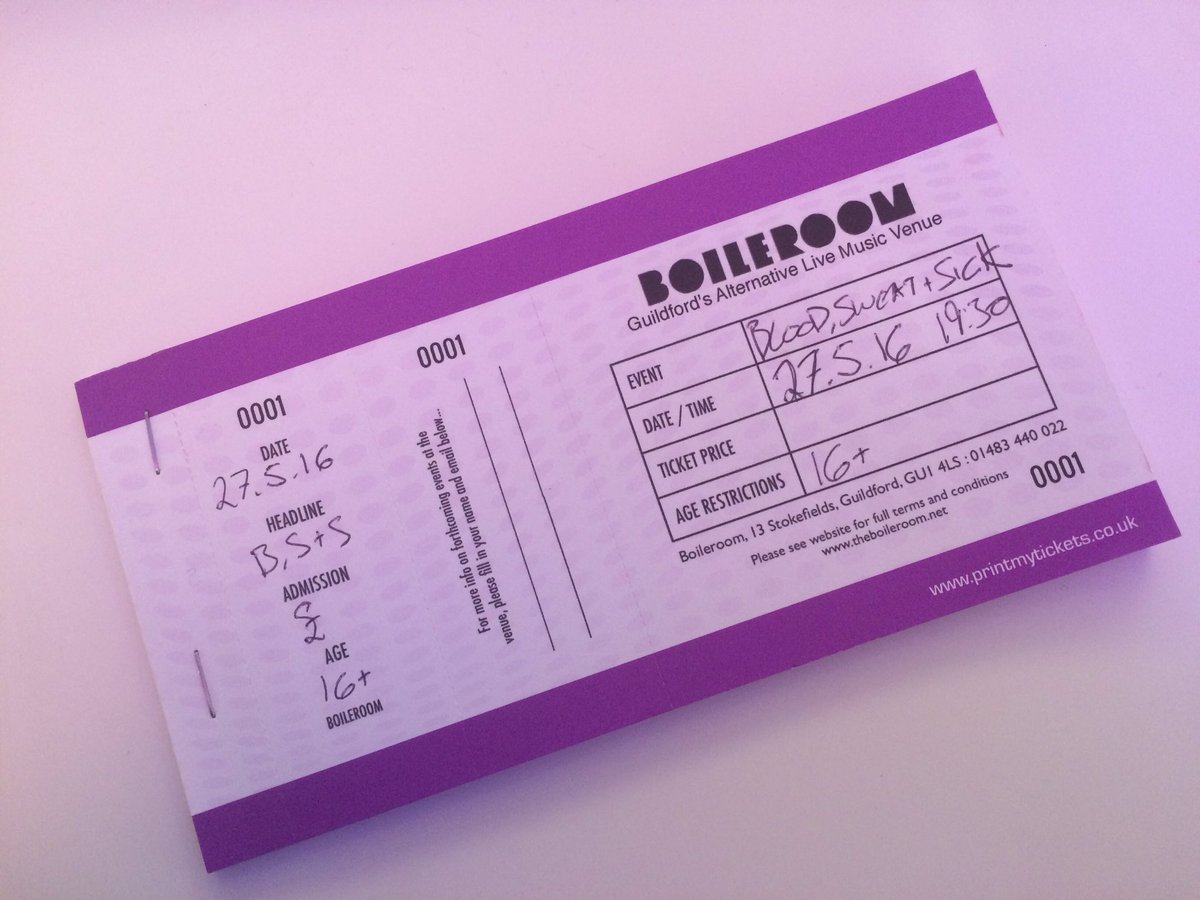 0001
DATE
27.5.16
HEADLINE
B, S + S
ADMISSION
£
AGE
16+
BOILEROOM
0001
For more info on forthcoming events at the
venue, please fill in your name and email below...
BOILEROOM
Guildford's Alternative Live Music Venue
EVENT BLOOD, SWEAT + SICK
DATE / TIME 27.5.16 19.30
TICKET PRICE
AGE RESTRICTIONS 16+
Boileroom, 13 Stokefields, Guildford, GU1 4LS : 01483 440 022
Please see website for full terms and conditions
www.theboileroom.net
0001
www.printmytickets.co.uk